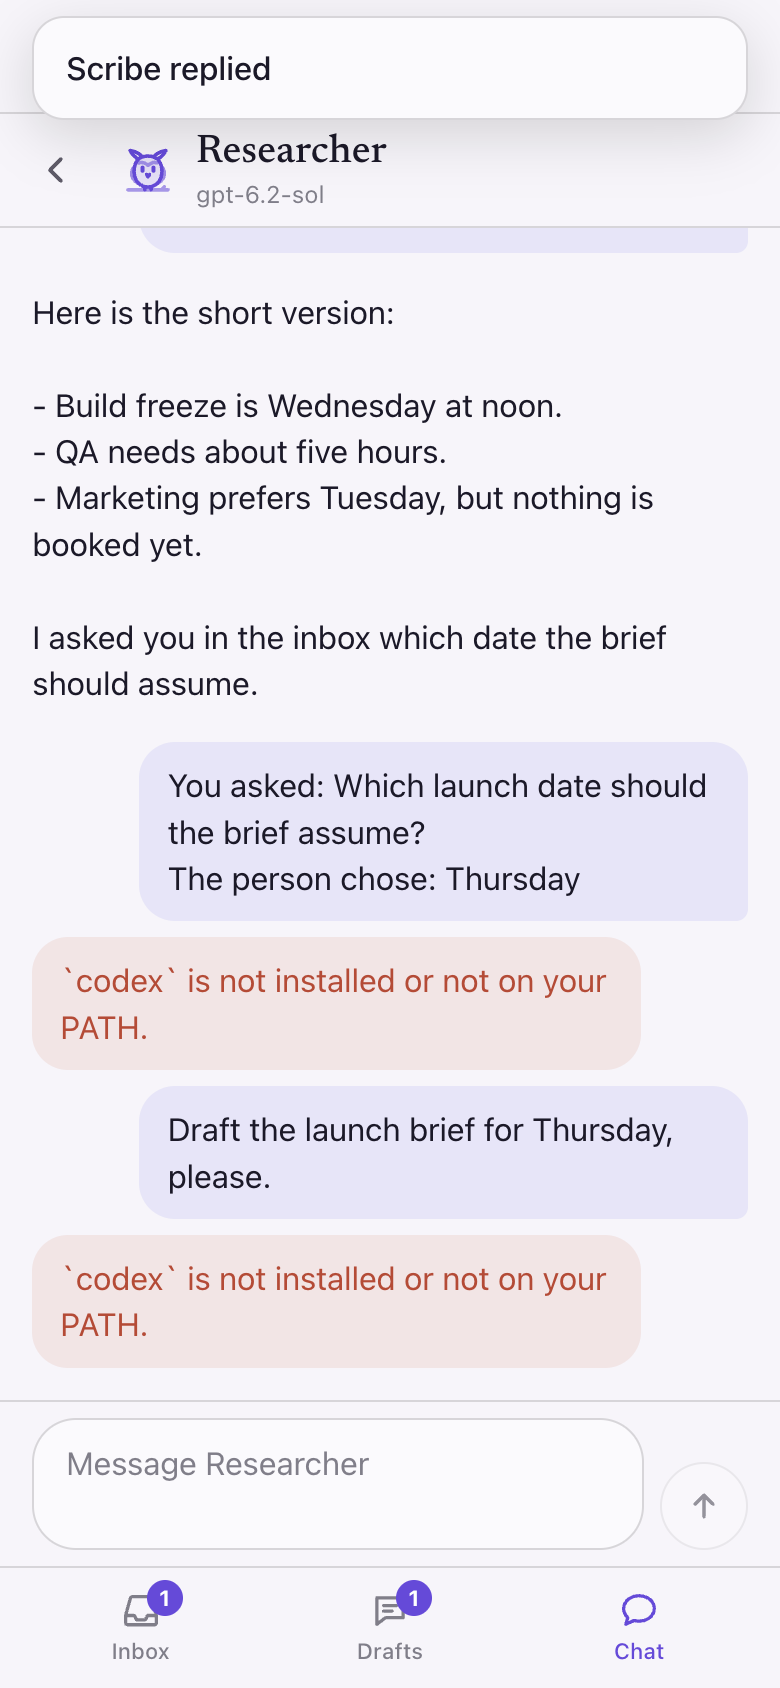 Scribe replied
Researcher
gpt-6.2-sol
Here is the short version:
- Build freeze is Wednesday at noon.
- QA needs about five hours.
- Marketing prefers Tuesday, but nothing is
booked yet.
I asked you in the inbox which date the brief
should assume.
You asked: Which launch date should
the brief assume?
The person chose: Thursday
`codex` is not installed or not on your
PATH.
Draft the launch brief for Thursday,
please.
`codex` is not installed or not on your
PATH.
Message Researcher
1
Inbox
1
Drafts
Chat